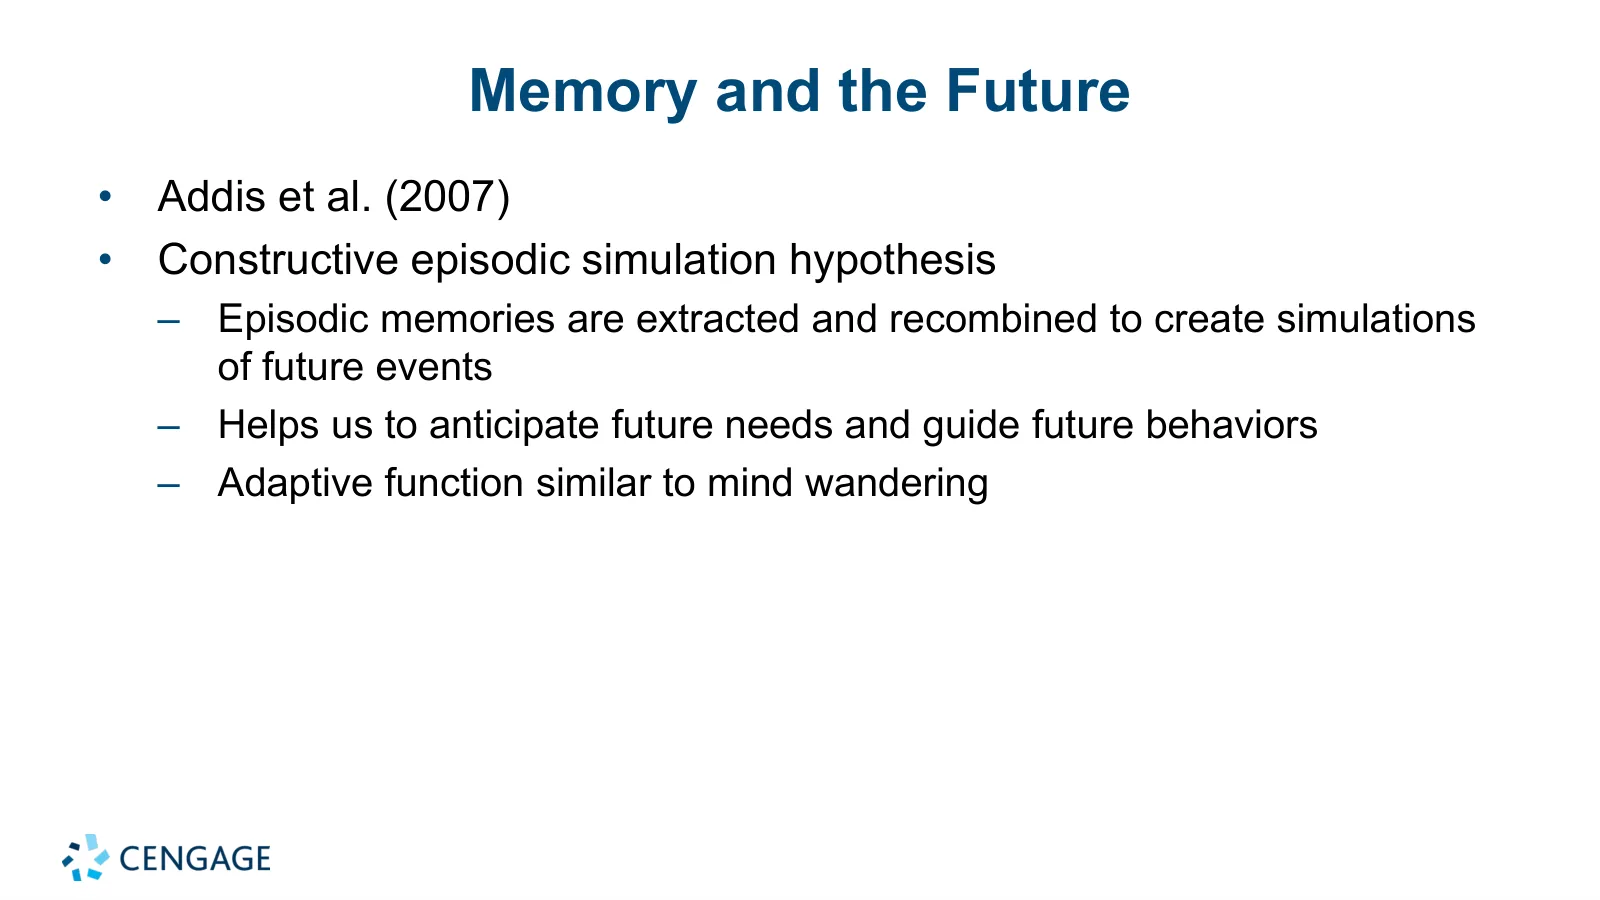 Memory and the Future
• Addis et al. (2007)
• Constructive episodic simulation hypothesis
– Episodic memories are extracted and recombined to create simulations
of future events
– Helps us to anticipate future needs and guide future behaviors
– Adaptive function similar to mind wandering
CENGAGE